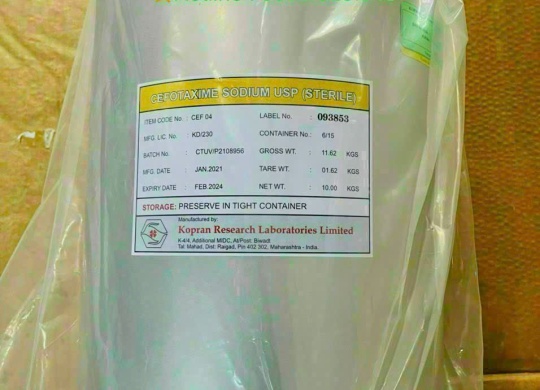 CEFOTAXIME SODIUM USP (STERILE)
ITEM CODE No. : CEF 04 LABEL No. : 093853
MFG. LIC. No. : KD/230 CONTAINER No. : 6/15
BATCH No. : CTUV/P2108956 GROSS WT. : 11.62 KGS
MFG. DATE : JAN.2021 TARE WT. : 01.62 KGS
EXPIRY DATE : FEB.2024 NET WT. : 10.00 KGS
STORAGE: PRESERVE IN TIGHT CONTAINER
Manufactured by:
Kopran Research Laboratories Limited
K-4/4, Additional MIDC, At/Post. Birwadi
Tal. Mahad, Dist. Raigad, Pin 402 302, Maharashtra - India.